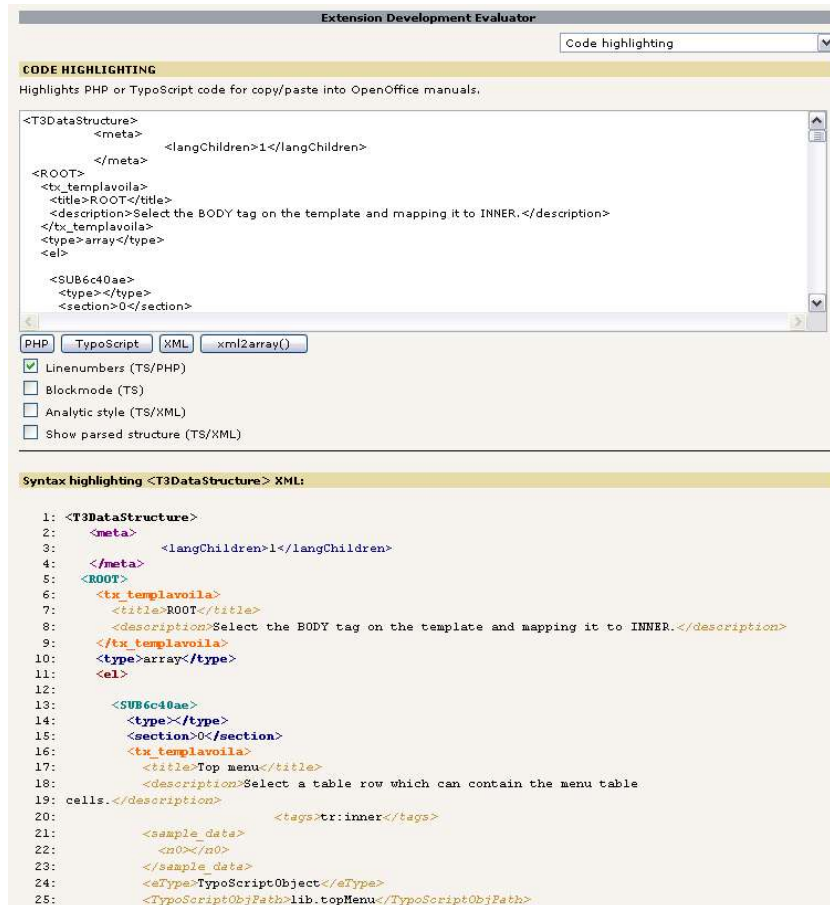 Extension Development Evaluator
Code highlighting
CODE HIGHLIGHTING
Highlights PHP or TypoScript code for copy/paste into OpenOffice manuals.
<T3DataStructure>
<meta>
<langChildren>1</langChildren>
</meta>
<ROOT>
<tx_templavoila>
<title>ROOT</title>
<description>Select the BODY tag on the template and mapping it to INNER.</description>
</tx_templavoila>
<type>array</type>
<el>
<SUB6c40ae>
<type></type>
<section>0</section>
PHP TypoScript XML xml2array()
Linenumbers (TS/PHP)
Blockmode (TS)
Analytic style (TS/XML)
Show parsed structure (TS/XML)
Syntax highlighting <T3DataStructure> XML:
1: <T3DataStructure>
2: <meta>
3: <langChildren>1</langChildren>
4: </meta>
5: <ROOT>
6: <tx_templavoila>
7: <title>ROOT</title>
8: <description>Select the BODY tag on the template and mapping it to INNER.</description>
9: </tx_templavoila>
10: <type>array</type>
11: <el>
12:
13: <SUB6c40ae>
14: <type></type>
15: <section>0</section>
16: <tx_templavoila>
17: <title>Top menu</title>
18: <description>Select a table row which can contain the menu table
19: cells.</description>
20: <tags>tr:inner</tags>
21: <sample_data>
22: <n0></n0>
23: </sample_data>
24: <eType>TypoScriptObject</eType>
25: <TypoScriptObjPath>lib.topMenu</TypoScriptObjPath>